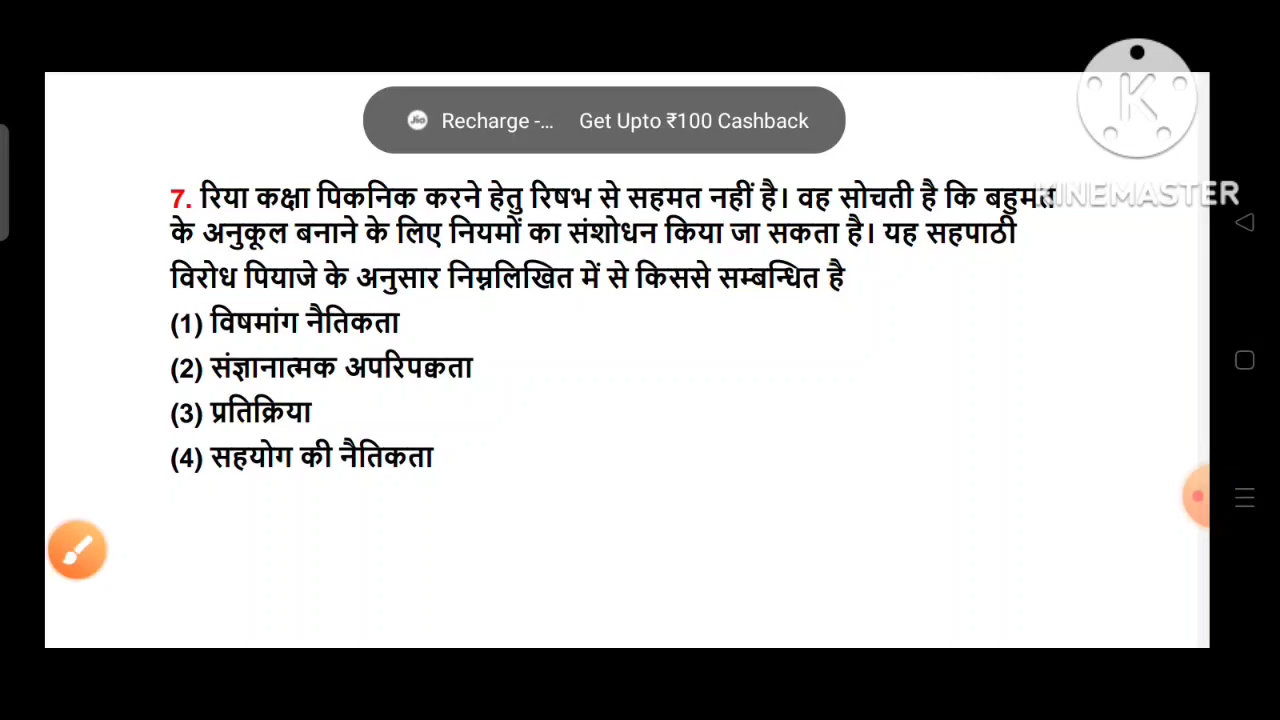 Recharge -... Get Upto ₹100 Cashback
K
KINEMASTER
7. रिया कक्षा पिकनिक करने हेतु रिषभ से सहमत नहीं है। वह सोचती है कि बहुमत
के अनुकूल बनाने के लिए नियमों का संशोधन किया जा सकता है। यह सहपाठी
विरोध पियाजे के अनुसार निम्नलिखित में से किससे सम्बन्धित है
(1) विषमांग नैतिकता
(2) संज्ञानात्मक अपरिपक्वता
(3) प्रतिक्रिया
(4) सहयोग की नैतिकता